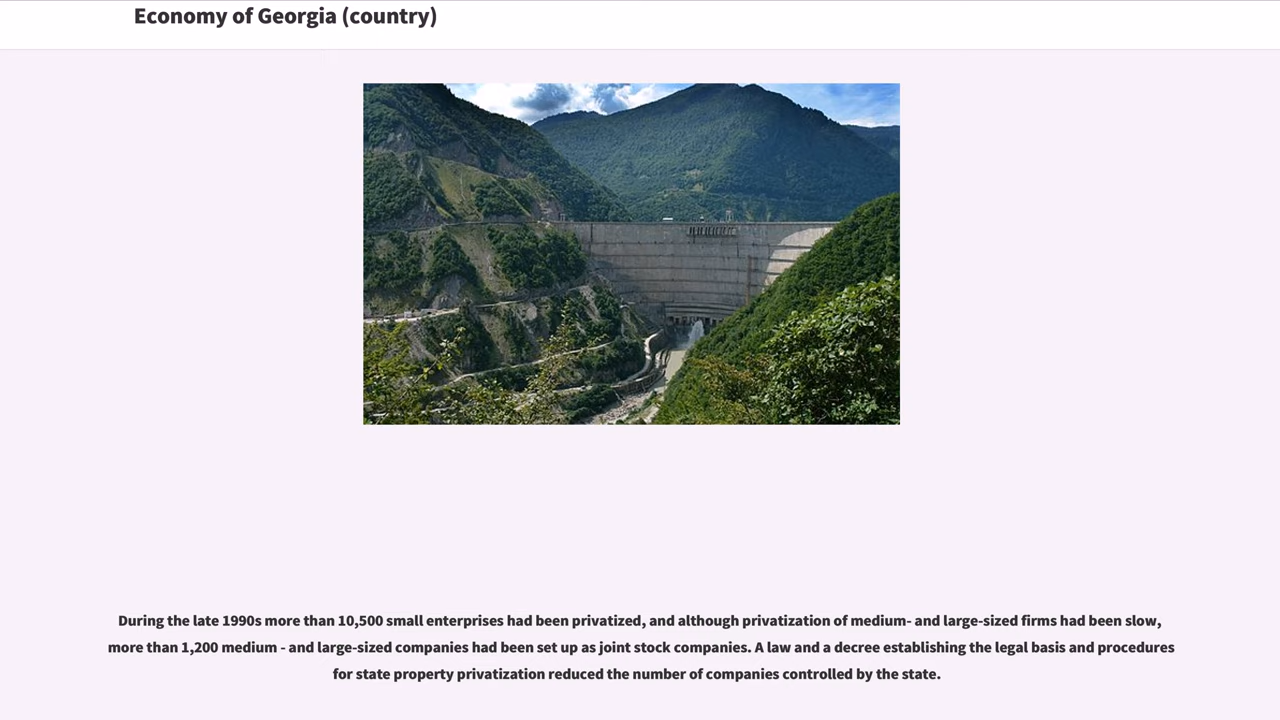 Economy of Georgia (country)
During the late 1990s more than 10,500 small enterprises had been privatized, and although privatization of medium- and large-sized firms had been slow,
more than 1,200 medium - and large-sized companies had been set up as joint stock companies. A law and a decree establishing the legal basis and procedures
for state property privatization reduced the number of companies controlled by the state.